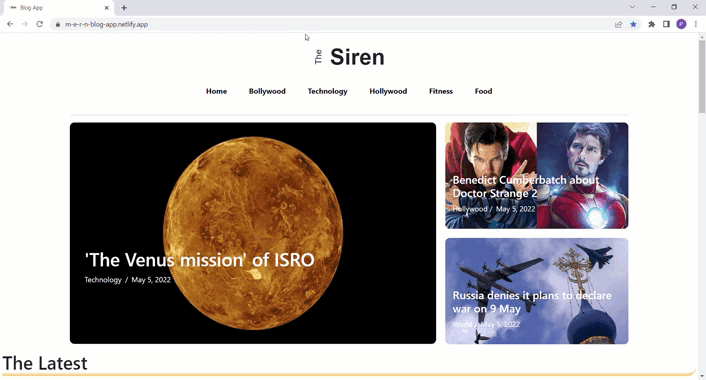 Blog App
m-e-r-n-blog-app.netlify.app
P
The Siren
Home Bollywood Technology Hollywood Fitness Food
'The Venus mission' of ISRO
Technology / May 5, 2022
Benedict Cumberbatch about
Doctor Strange 2
Hollywood / May 5, 2022
Russia denies it plans to declare
war on 9 May
World / May 5, 2022
The Latest